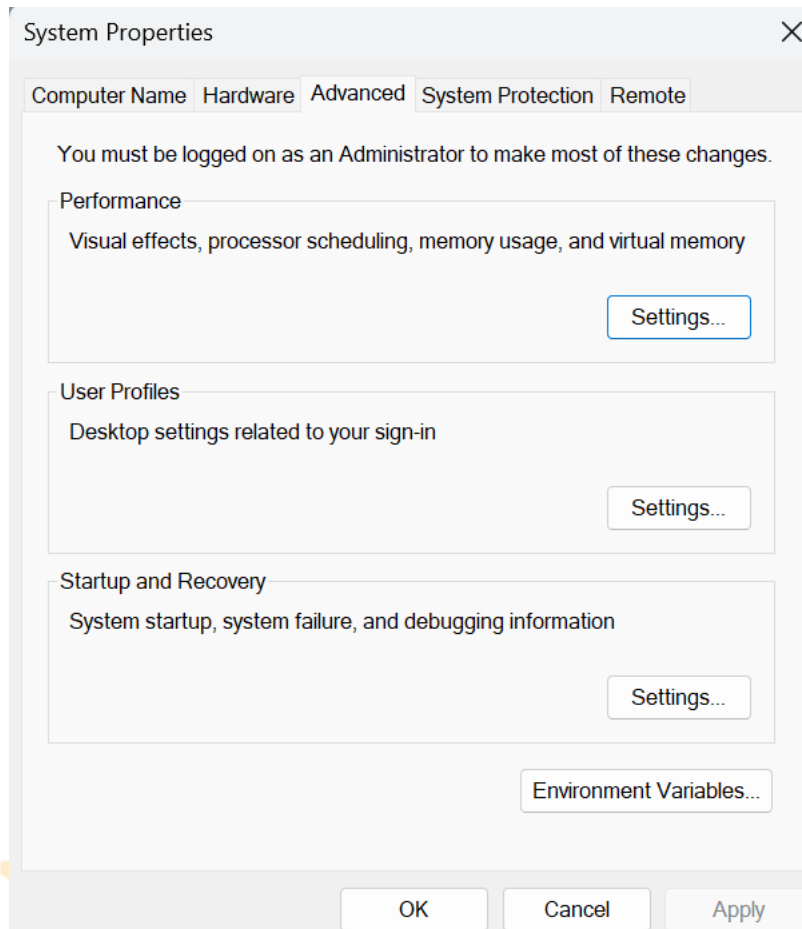 System Properties
Computer Name Hardware Advanced System Protection Remote
You must be logged on as an Administrator to make most of these changes.
Performance
Visual effects, processor scheduling, memory usage, and virtual memory
Settings...
User Profiles
Desktop settings related to your sign-in
Settings...
Startup and Recovery
System startup, system failure, and debugging information
Settings...
Environment Variables...
OK Cancel Apply